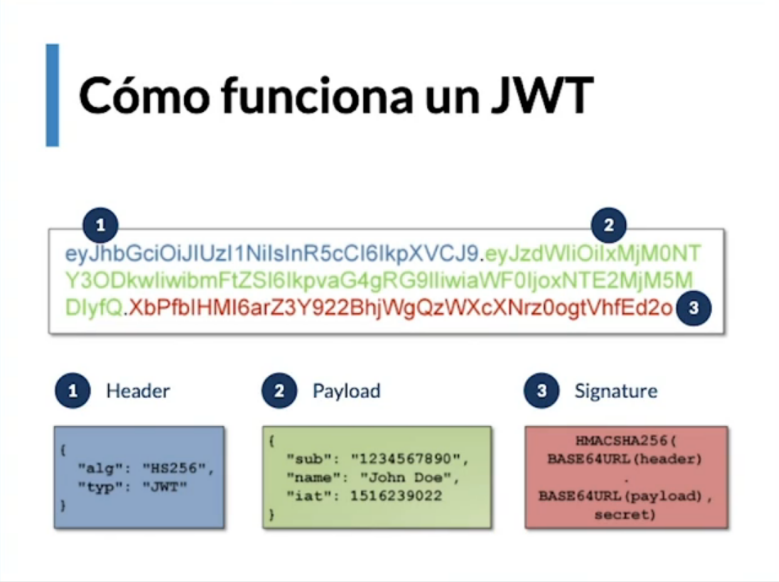 Cómo funciona un JWT
1
2
eyJhbGciOiJIUzI1NiIsInR5cCI6IkpXVCJ9.eyJzdWIiOiIxMjM0NT
Y3ODkwIiwibmFtZSI6IkpvaG4gRG9lIiwiaWF0IjoxNTE2MjM5M
DIyfQ.XbPfbIHMI6arZ3Y922BhjWgQzWXcXNrz0ogtVhfEd2o
3
1 Header
2 Payload
3 Signature
{
"alg": "HS256",
"typ": "JWT"
}
{
"sub": "1234567890",
"name": "John Doe",
"iat": 1516239022
}
HMACSHA256(
BASE64URL(header)
.
BASE64URL(payload),
secret)